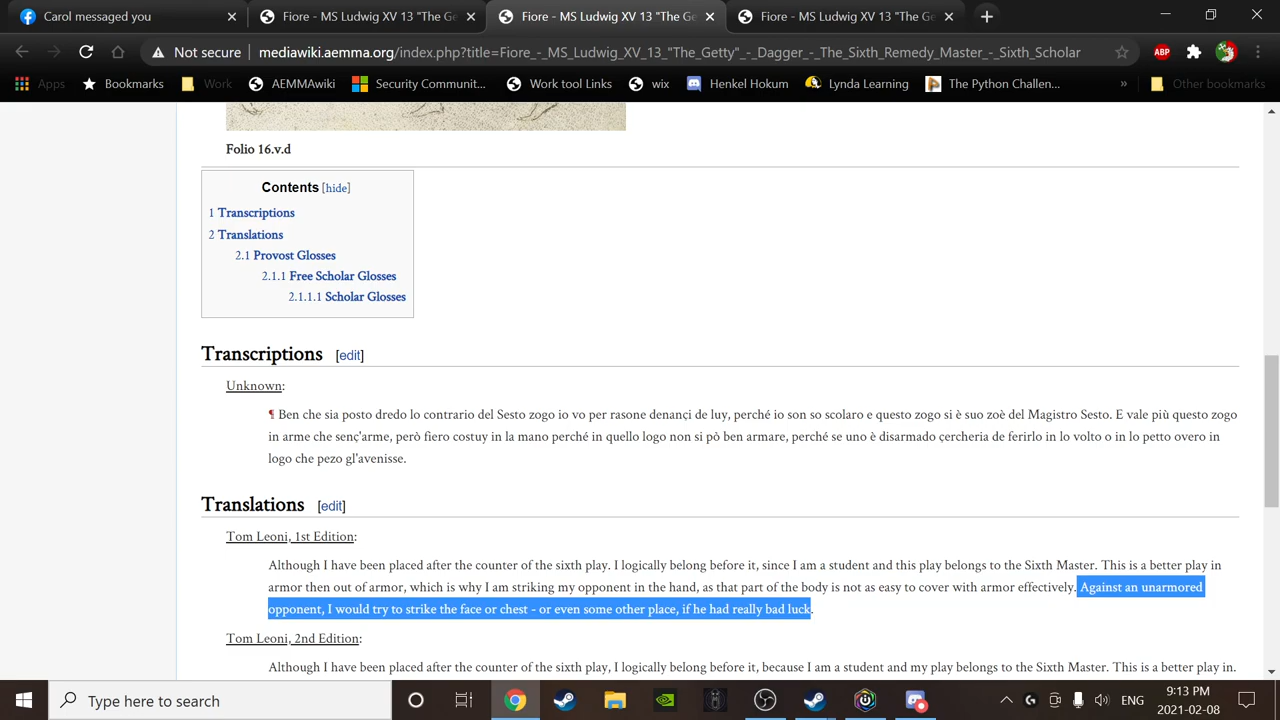 Carol messaged you
Fiore - MS Ludwig XV 13 "The Ge
Fiore - MS Ludwig XV 13 "The Ge
Fiore - MS Ludwig XV 13 "The Ge
Not secure
mediawiki.aemma.org/index.php?title=Fiore_-_MS_Ludwig_XV_13_"The_Getty"_-_Dagger_-_The_Sixth_Remedy_Master_-_Sixth_Scholar
ABP
Apps
Bookmarks
Work
AEMMAwiki
Security Communit...
Work tool Links
wix
Henkel Hokum
Lynda Learning
The Python Challen...
»
Other bookmarks
Folio 16.v.d
Contents [hide]
1 Transcriptions
2 Translations
2.1 Provost Glosses
2.1.1 Free Scholar Glosses
2.1.1.1 Scholar Glosses
Transcriptions [edit]
Unknown:
¶ Ben che sia posto dredo lo contrario del Sesto zogo io vo per rasone denançi de luy, perché io son so scolaro e questo zogo si è suo zoè del Magistro Sesto. E vale più questo zogo
in arme che senç'arme, però fiero costuy in la mano perché in quello logo non si pò ben armare, perché se uno è disarmado çercheria de ferirlo in lo volto o in lo petto overo in
logo che pezo gl'avenisse.
Translations [edit]
Tom Leoni, 1st Edition:
Although I have been placed after the counter of the sixth play. I logically belong before it, since I am a student and this play belongs to the Sixth Master. This is a better play in
armor then out of armor, which is why I am striking my opponent in the hand, as that part of the body is not as easy to cover with armor effectively. Against an unarmored
opponent, I would try to strike the face or chest - or even some other place, if he had really bad luck.
Tom Leoni, 2nd Edition:
Although I have been placed after the counter of the sixth play, I logically belong before it, because I am a student and my play belongs to the Sixth Master. This is a better play in.
Type here to search
ENG
9:13 PM
2021-02-08